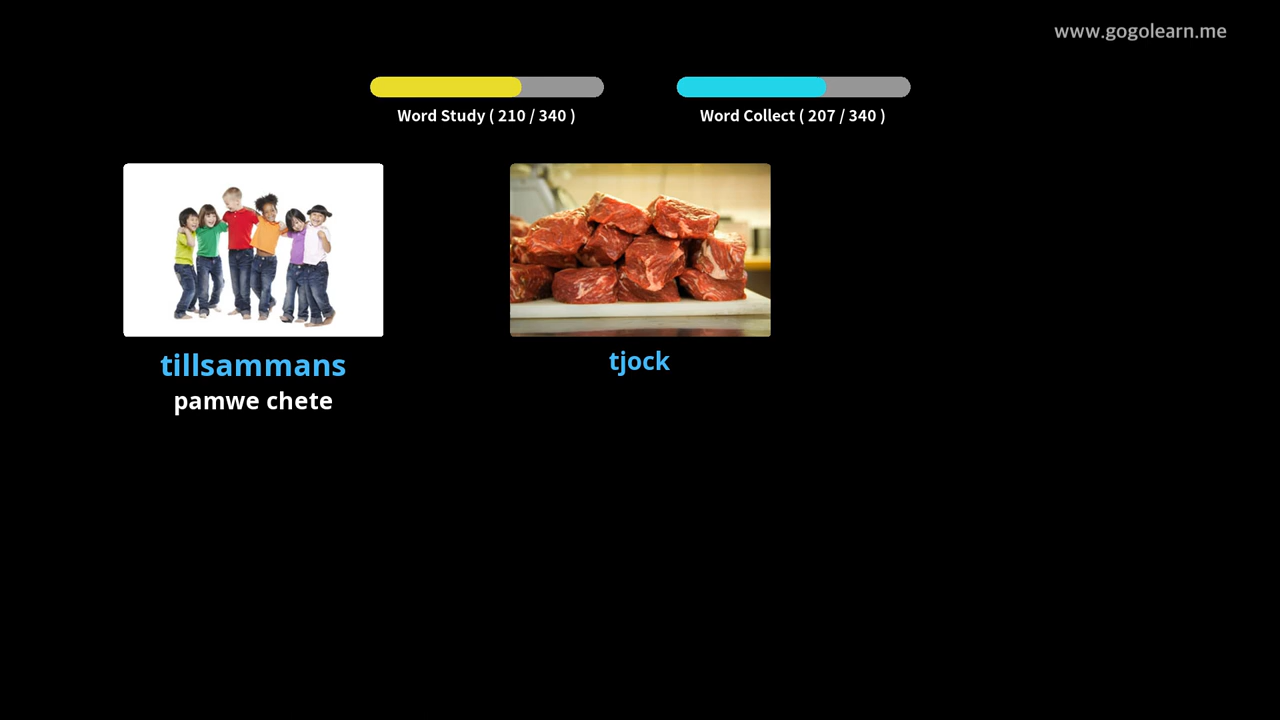 www.gogolearn.me
Word Study ( 210 / 340 )
Word Collect ( 207 / 340 )
tillsammans
pamwe chete
tjock